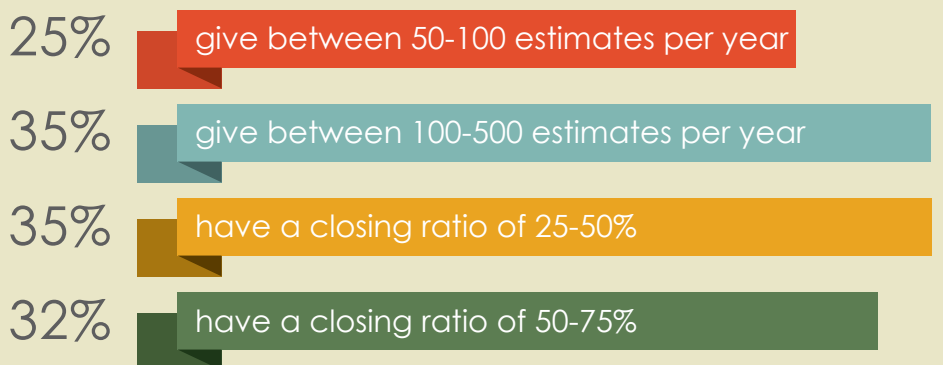 25% give between 50-100 estimates per year
35% give between 100-500 estimates per year
35% have a closing ratio of 25-50%
32% have a closing ratio of 50-75%